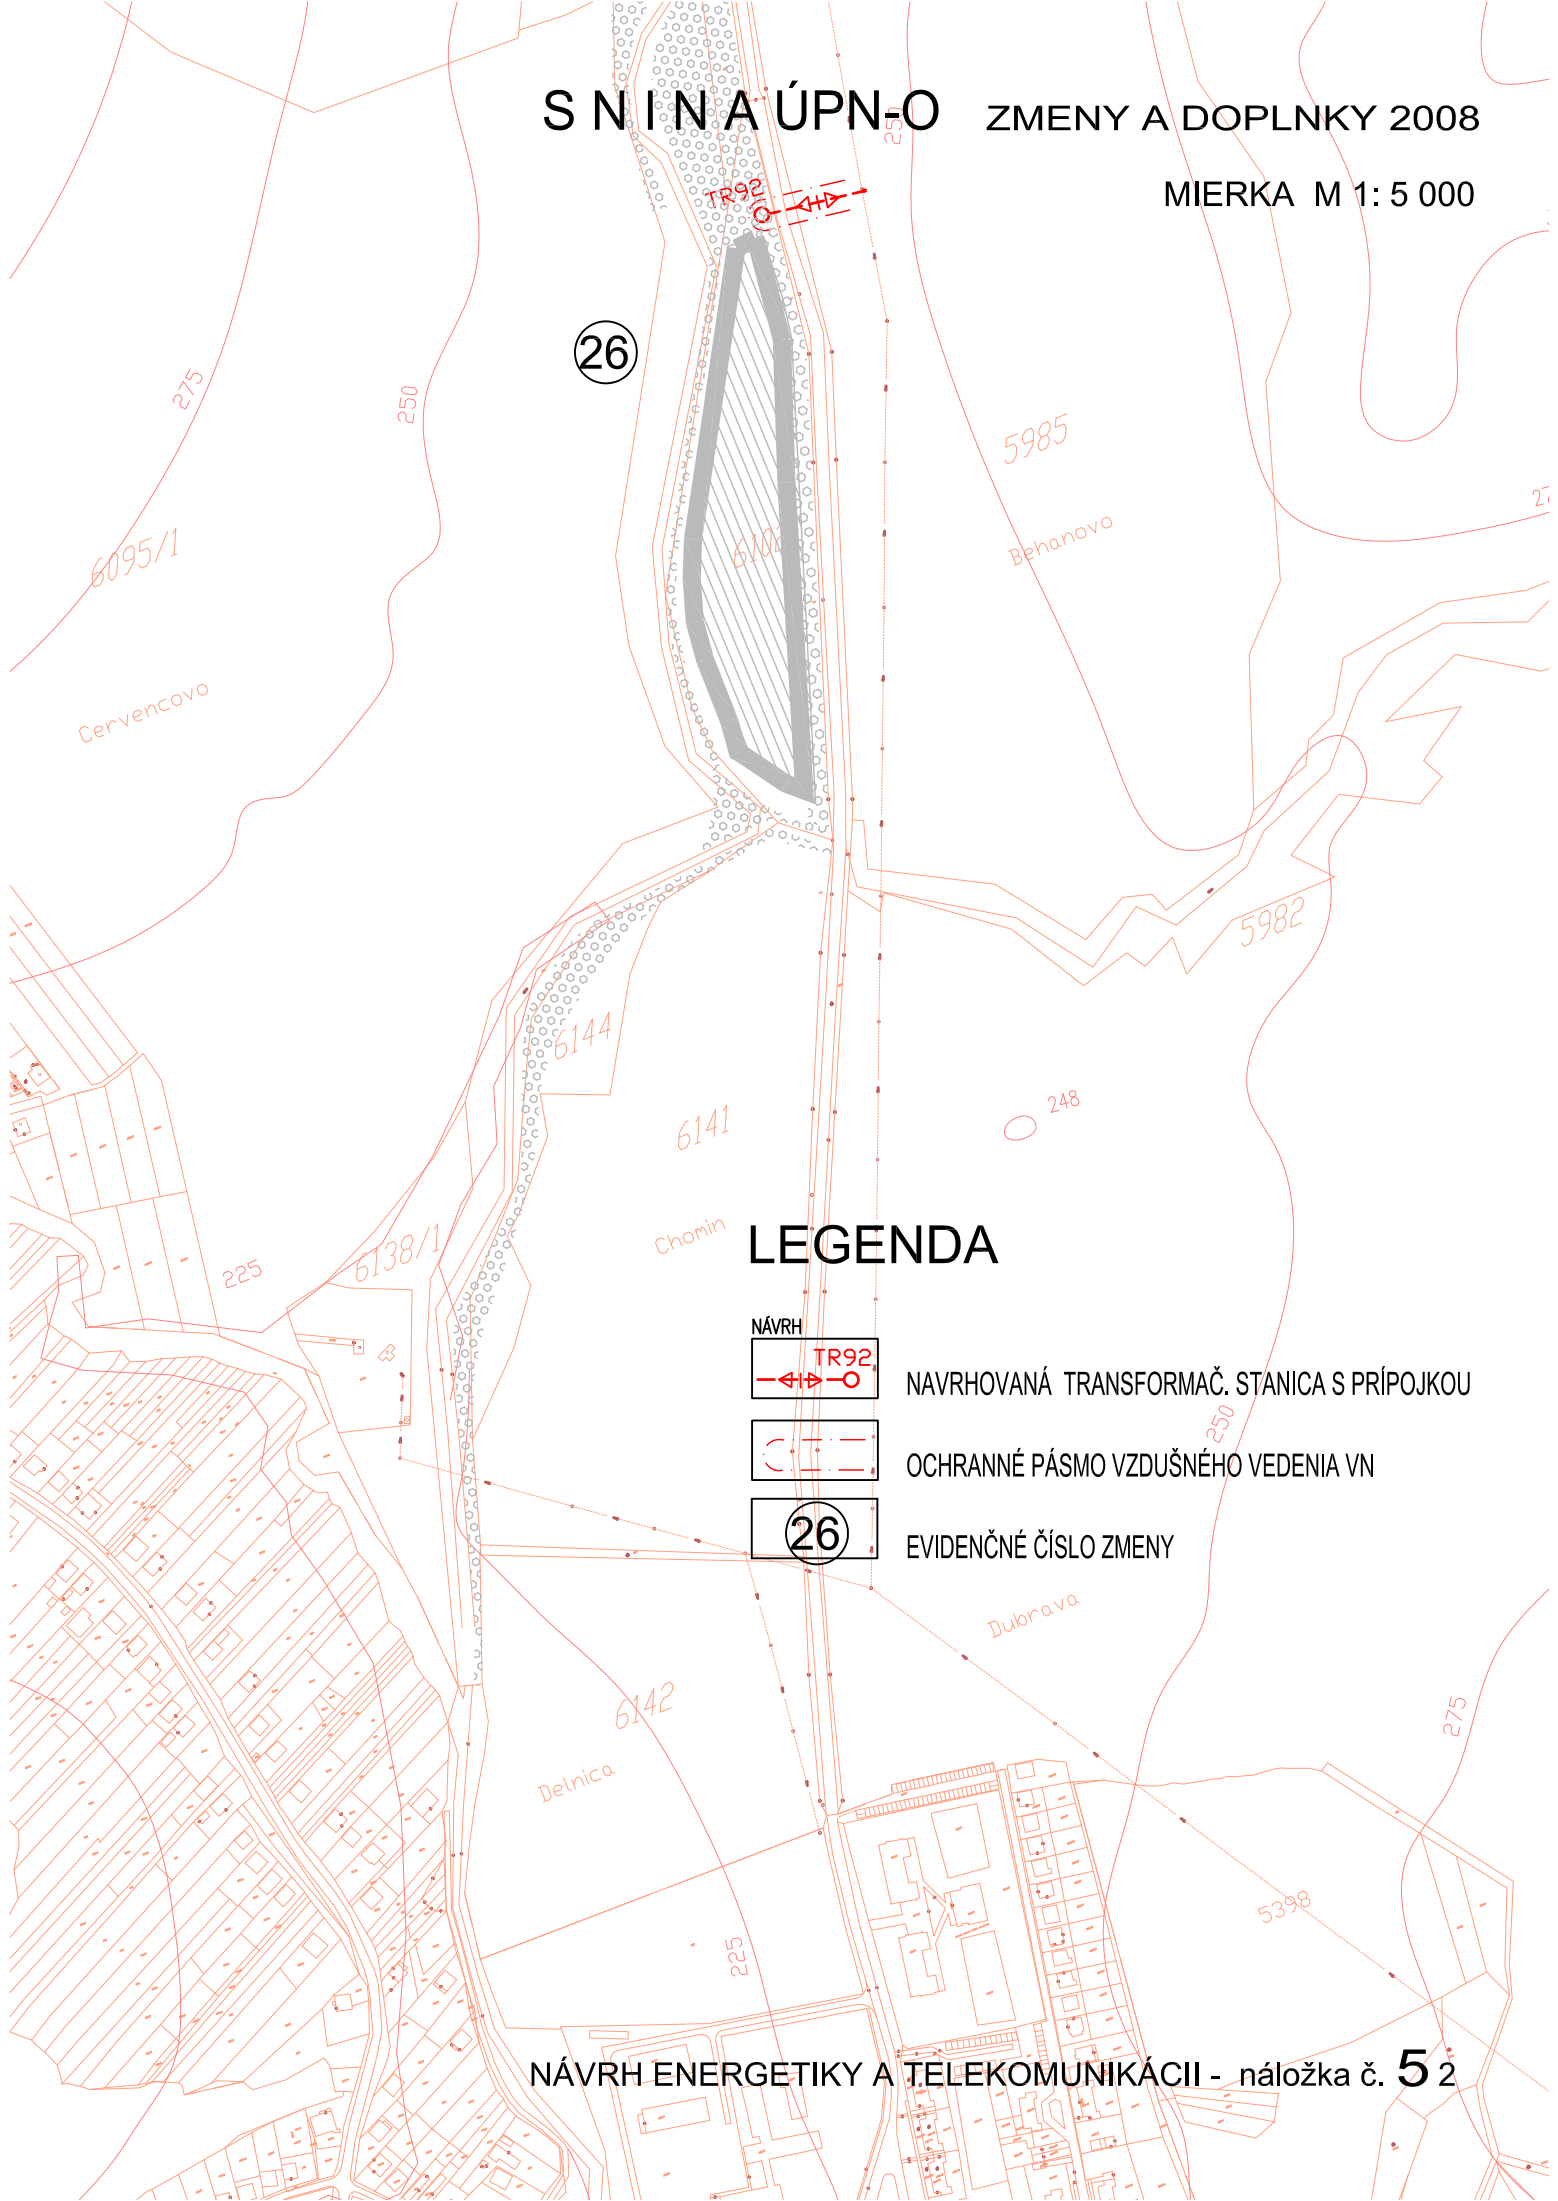 S N I N A ÚPN-O ZMENY A DOPLNKY 2008
MIERKA M 1: 5 000
250
TR92
26
275
250
5985
6095/1
Behanovo
Cervencovo
5982
6144
248
6141
Chomin
6138/1
225
LEGENDA
NÁVRH
TR92
NAVRHOVANÁ TRANSFORMAČ. STANICA S PRÍPOJKOU
250
OCHRANNÉ PÁSMO VZDUŠNÉHO VEDENIA VN
26
EVIDENČNÉ ČÍSLO ZMENY
Dubrava
6142
275
Delnica
5398
225
NÁVRH ENERGETIKY A TELEKOMUNIKÁCII - náložka č. 5 2